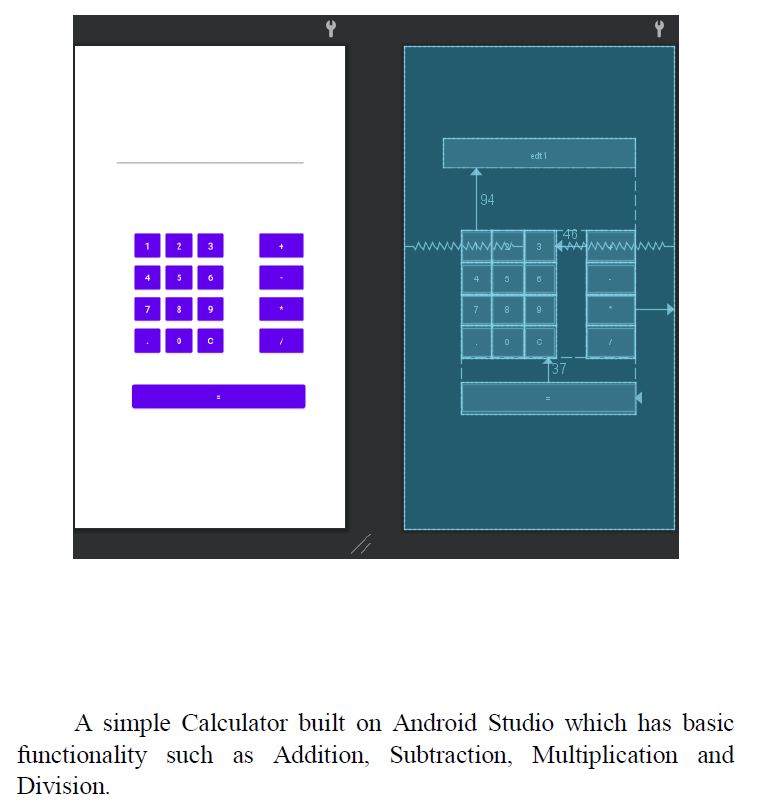 1 2 3 +
4 5 6 -
7 8 9 *
. 0 C /
=
edt1
94
46
2 3 +
4 5 6 -
7 8 9 *
. 0 C /
37
=
A simple Calculator built on Android Studio which has basic
functionality such as Addition, Subtraction, Multiplication and
Division.